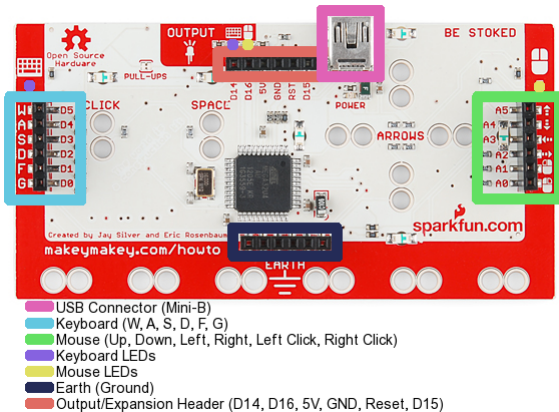 OUTPUT
BE STOKED
Open Source
Hardware
PULL-UPS
D14
D16
5V
GND
RST
D15
POWER
CLICK
SPACE
ARROWS
W D5
A D4
S D3
D D2
F D1
G D0
A5
A4
A3
A2
A1
A0
Created by Jay Silver and Eric Rosenbaum
makeymakey.com/howto
EARTH
sparkfun.com
USB Connector (Mini-B)
Keyboard (W, A, S, D, F, G)
Mouse (Up, Down, Left, Right, Left Click, Right Click)
Keyboard LEDs
Mouse LEDs
Earth (Ground)
Output/Expansion Header (D14, D16, 5V, GND, Reset, D15)